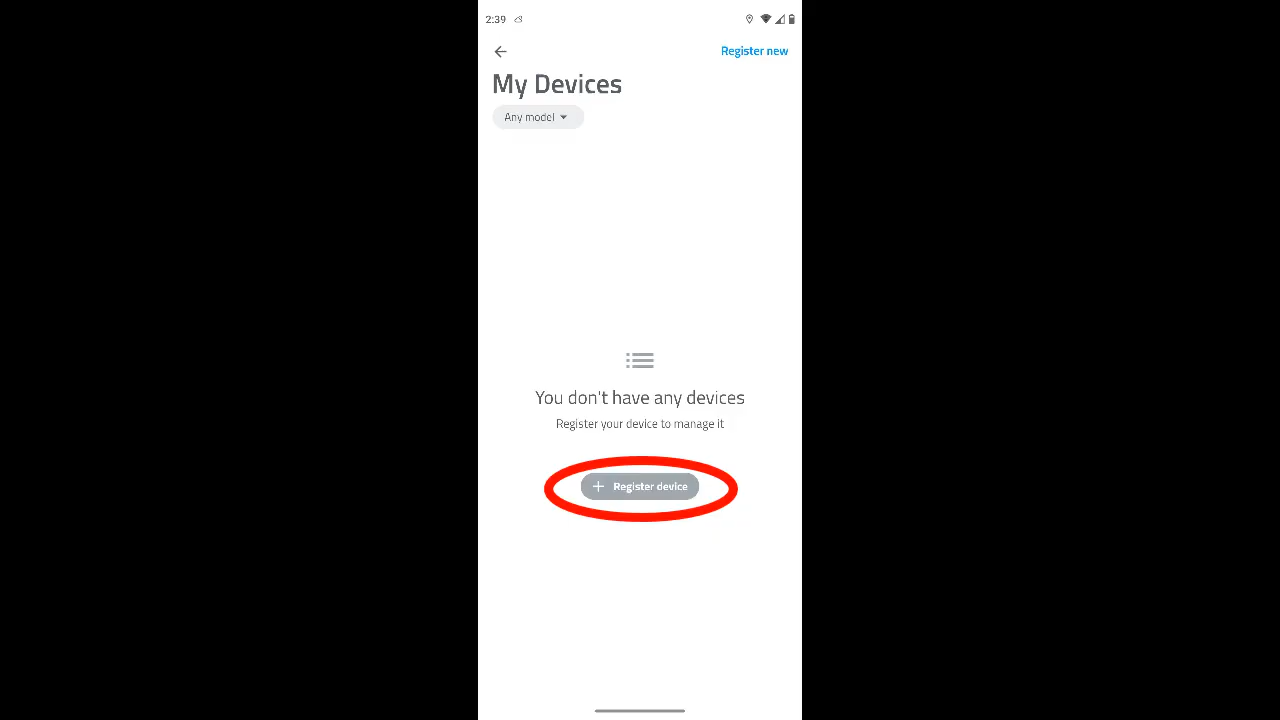 2:39
Register new
My Devices
Any model
You don't have any devices
Register your device to manage it
Register device